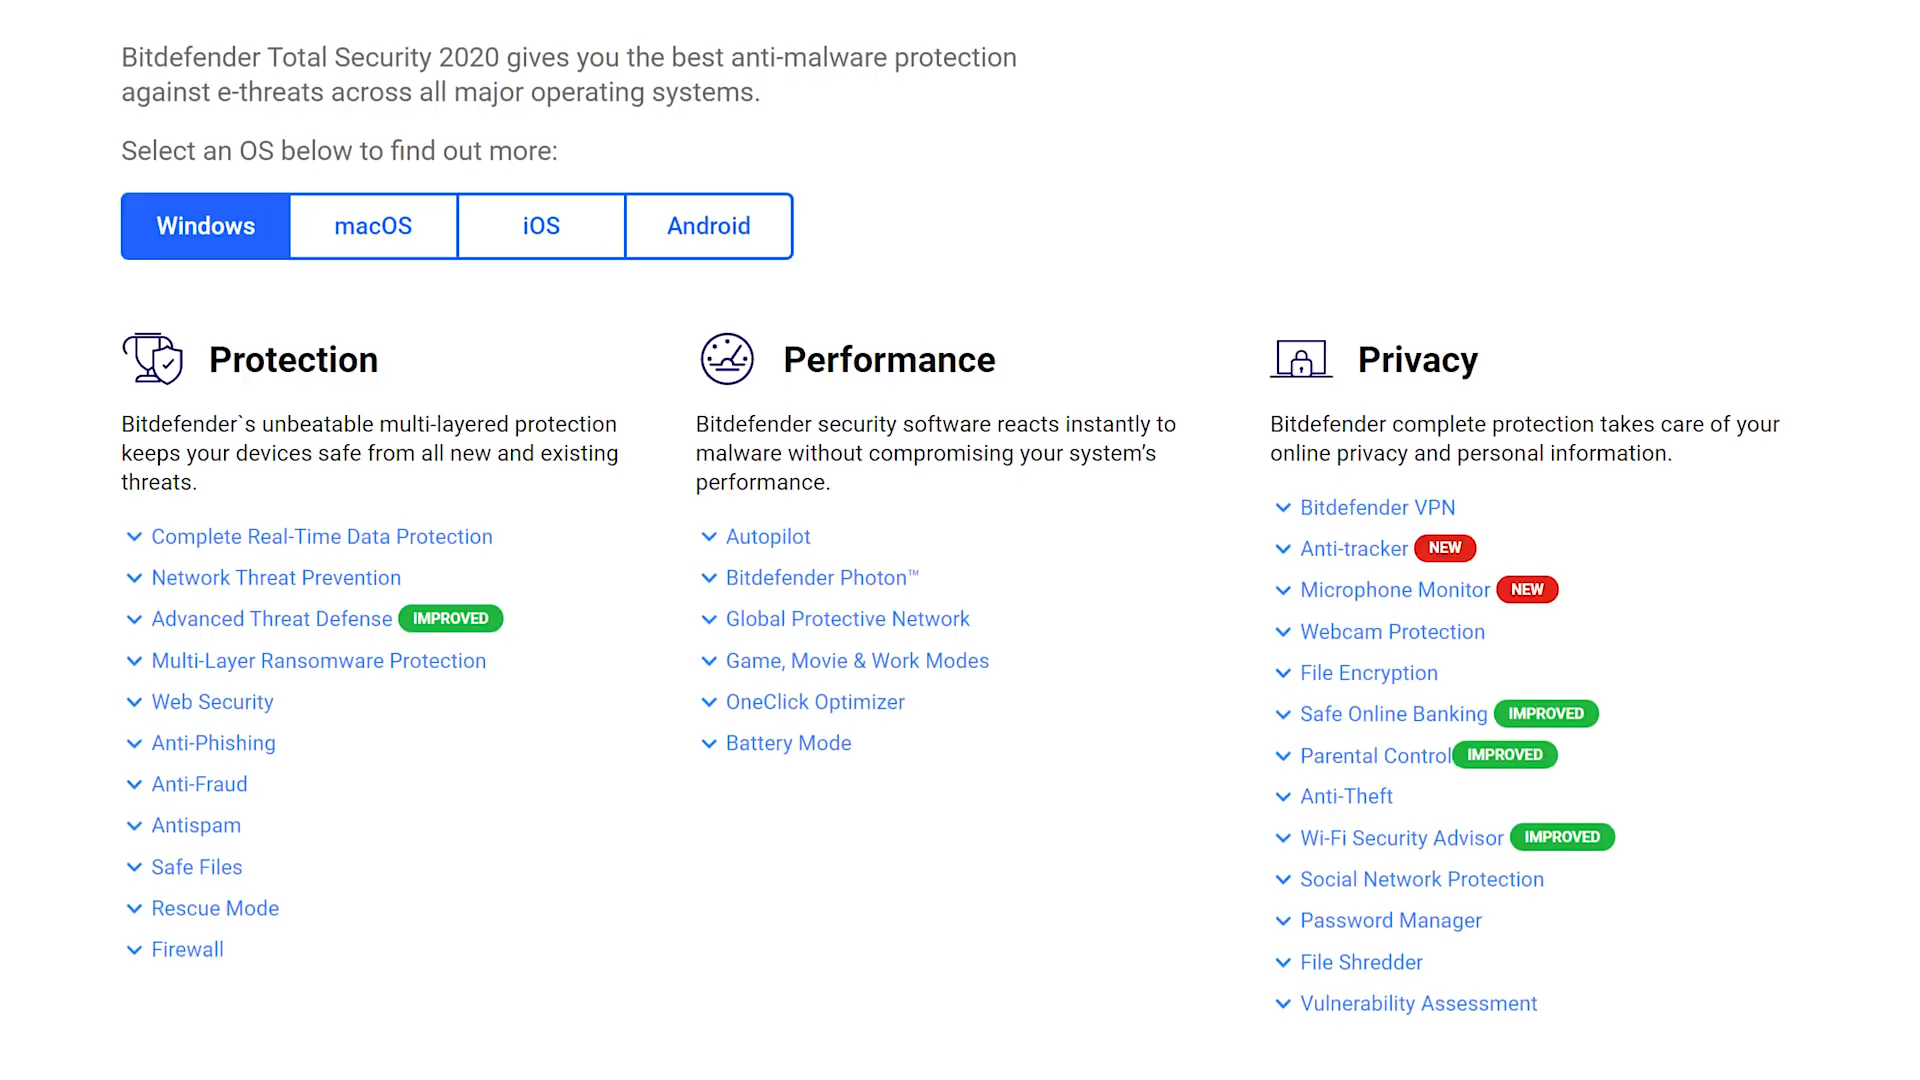 Bitdefender Total Security 2020 gives you the best anti-malware protection
against e-threats across all major operating systems.
Select an OS below to find out more:
Windows
macOS
iOS
Android
Protection
Bitdefender`s unbeatable multi-layered protection
keeps your devices safe from all new and existing
threats.
Complete Real-Time Data Protection
Network Threat Prevention
Advanced Threat Defense IMPROVED
Multi-Layer Ransomware Protection
Web Security
Anti-Phishing
Anti-Fraud
Antispam
Safe Files
Rescue Mode
Firewall
Performance
Bitdefender security software reacts instantly to
malware without compromising your system’s
performance.
Autopilot
Bitdefender Photon™
Global Protective Network
Game, Movie & Work Modes
OneClick Optimizer
Battery Mode
Privacy
Bitdefender complete protection takes care of your
online privacy and personal information.
Bitdefender VPN
Anti-tracker NEW
Microphone Monitor NEW
Webcam Protection
File Encryption
Safe Online Banking IMPROVED
Parental Control IMPROVED
Anti-Theft
Wi-Fi Security Advisor IMPROVED
Social Network Protection
Password Manager
File Shredder
Vulnerability Assessment